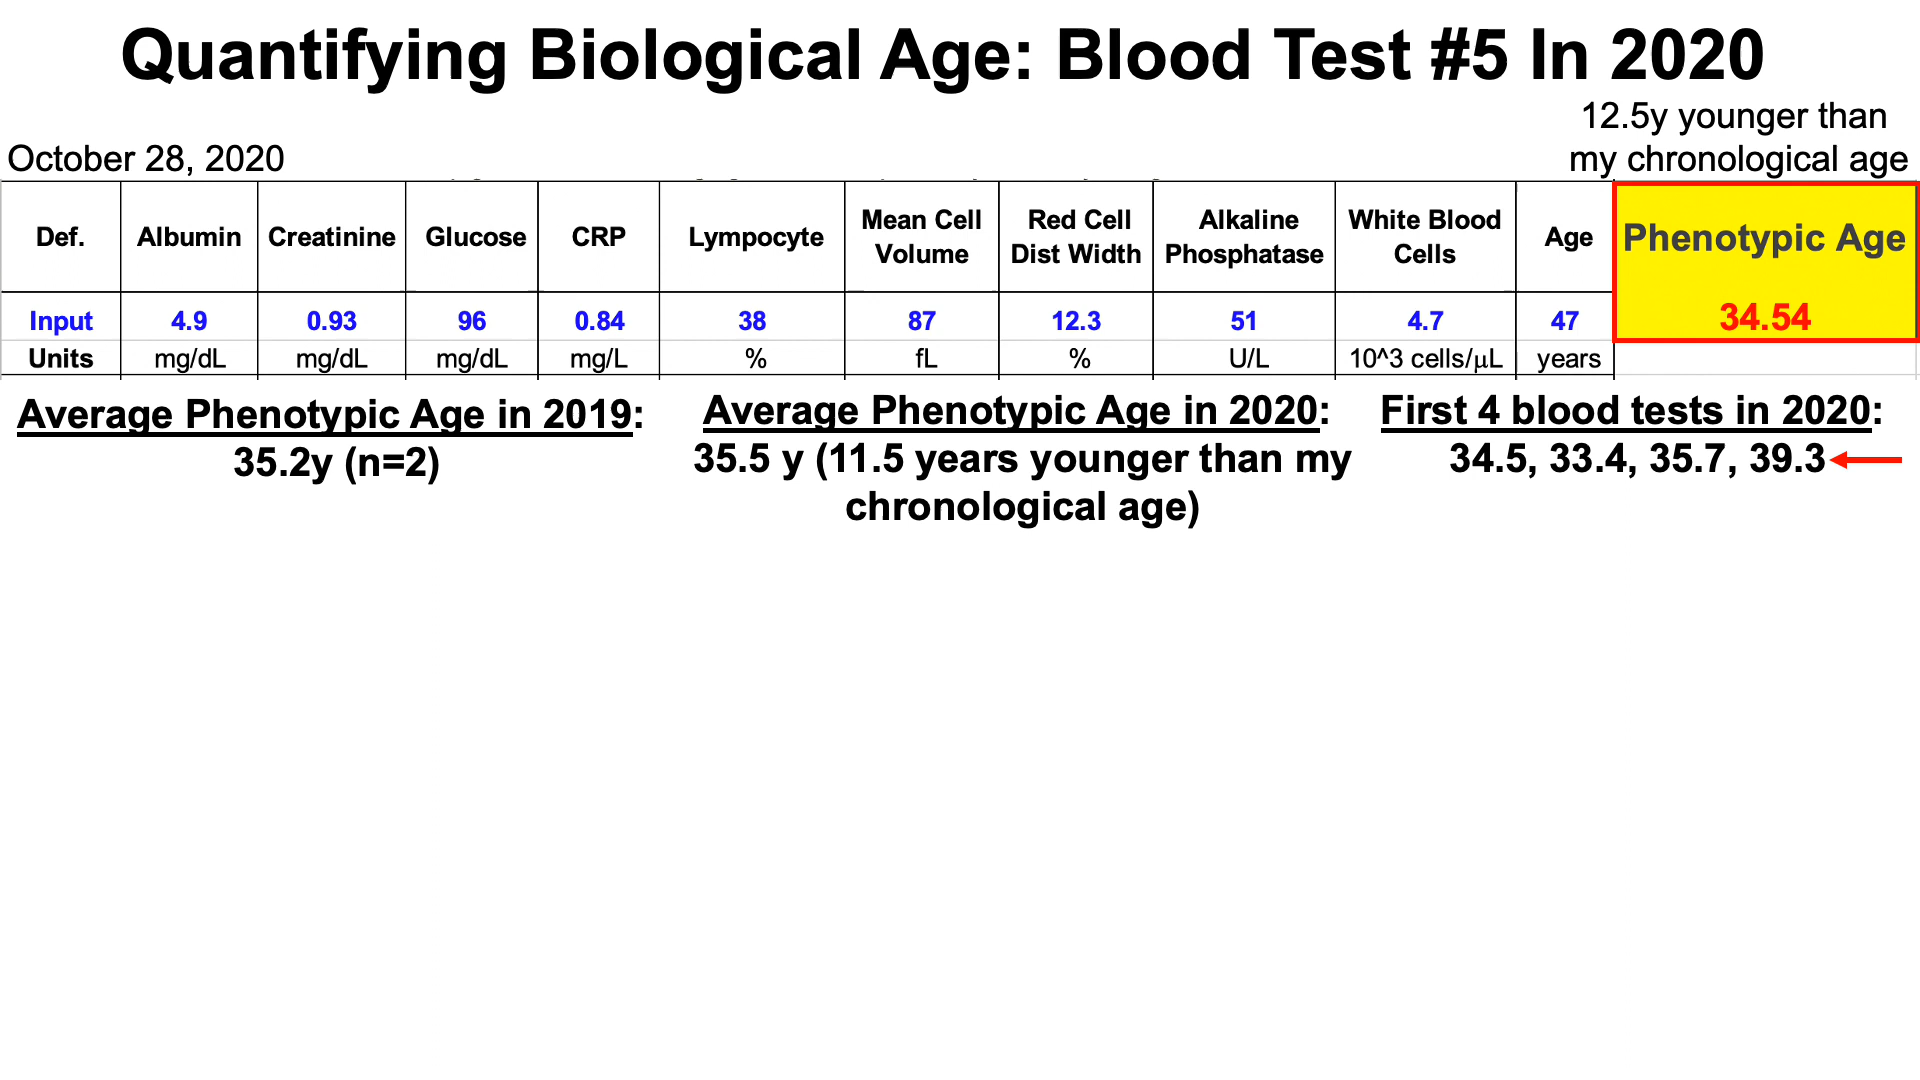 Quantifying Biological Age: Blood Test #5 In 2020
12.5y younger than
my chronological age
October 28, 2020
Def. Albumin Creatinine Glucose CRP Lympocyte Mean Cell Volume Red Cell Dist Width Alkaline Phosphatase White Blood Cells Age Phenotypic Age
Input 4.9 0.93 96 0.84 38 87 12.3 51 4.7 47 34.54
Units mg/dL mg/dL mg/dL mg/L % fL % U/L 10^3 cells/μL years
Average Phenotypic Age in 2019:
35.2y (n=2)
Average Phenotypic Age in 2020:
35.5 y (11.5 years younger than my
chronological age)
First 4 blood tests in 2020:
34.5, 33.4, 35.7, 39.3